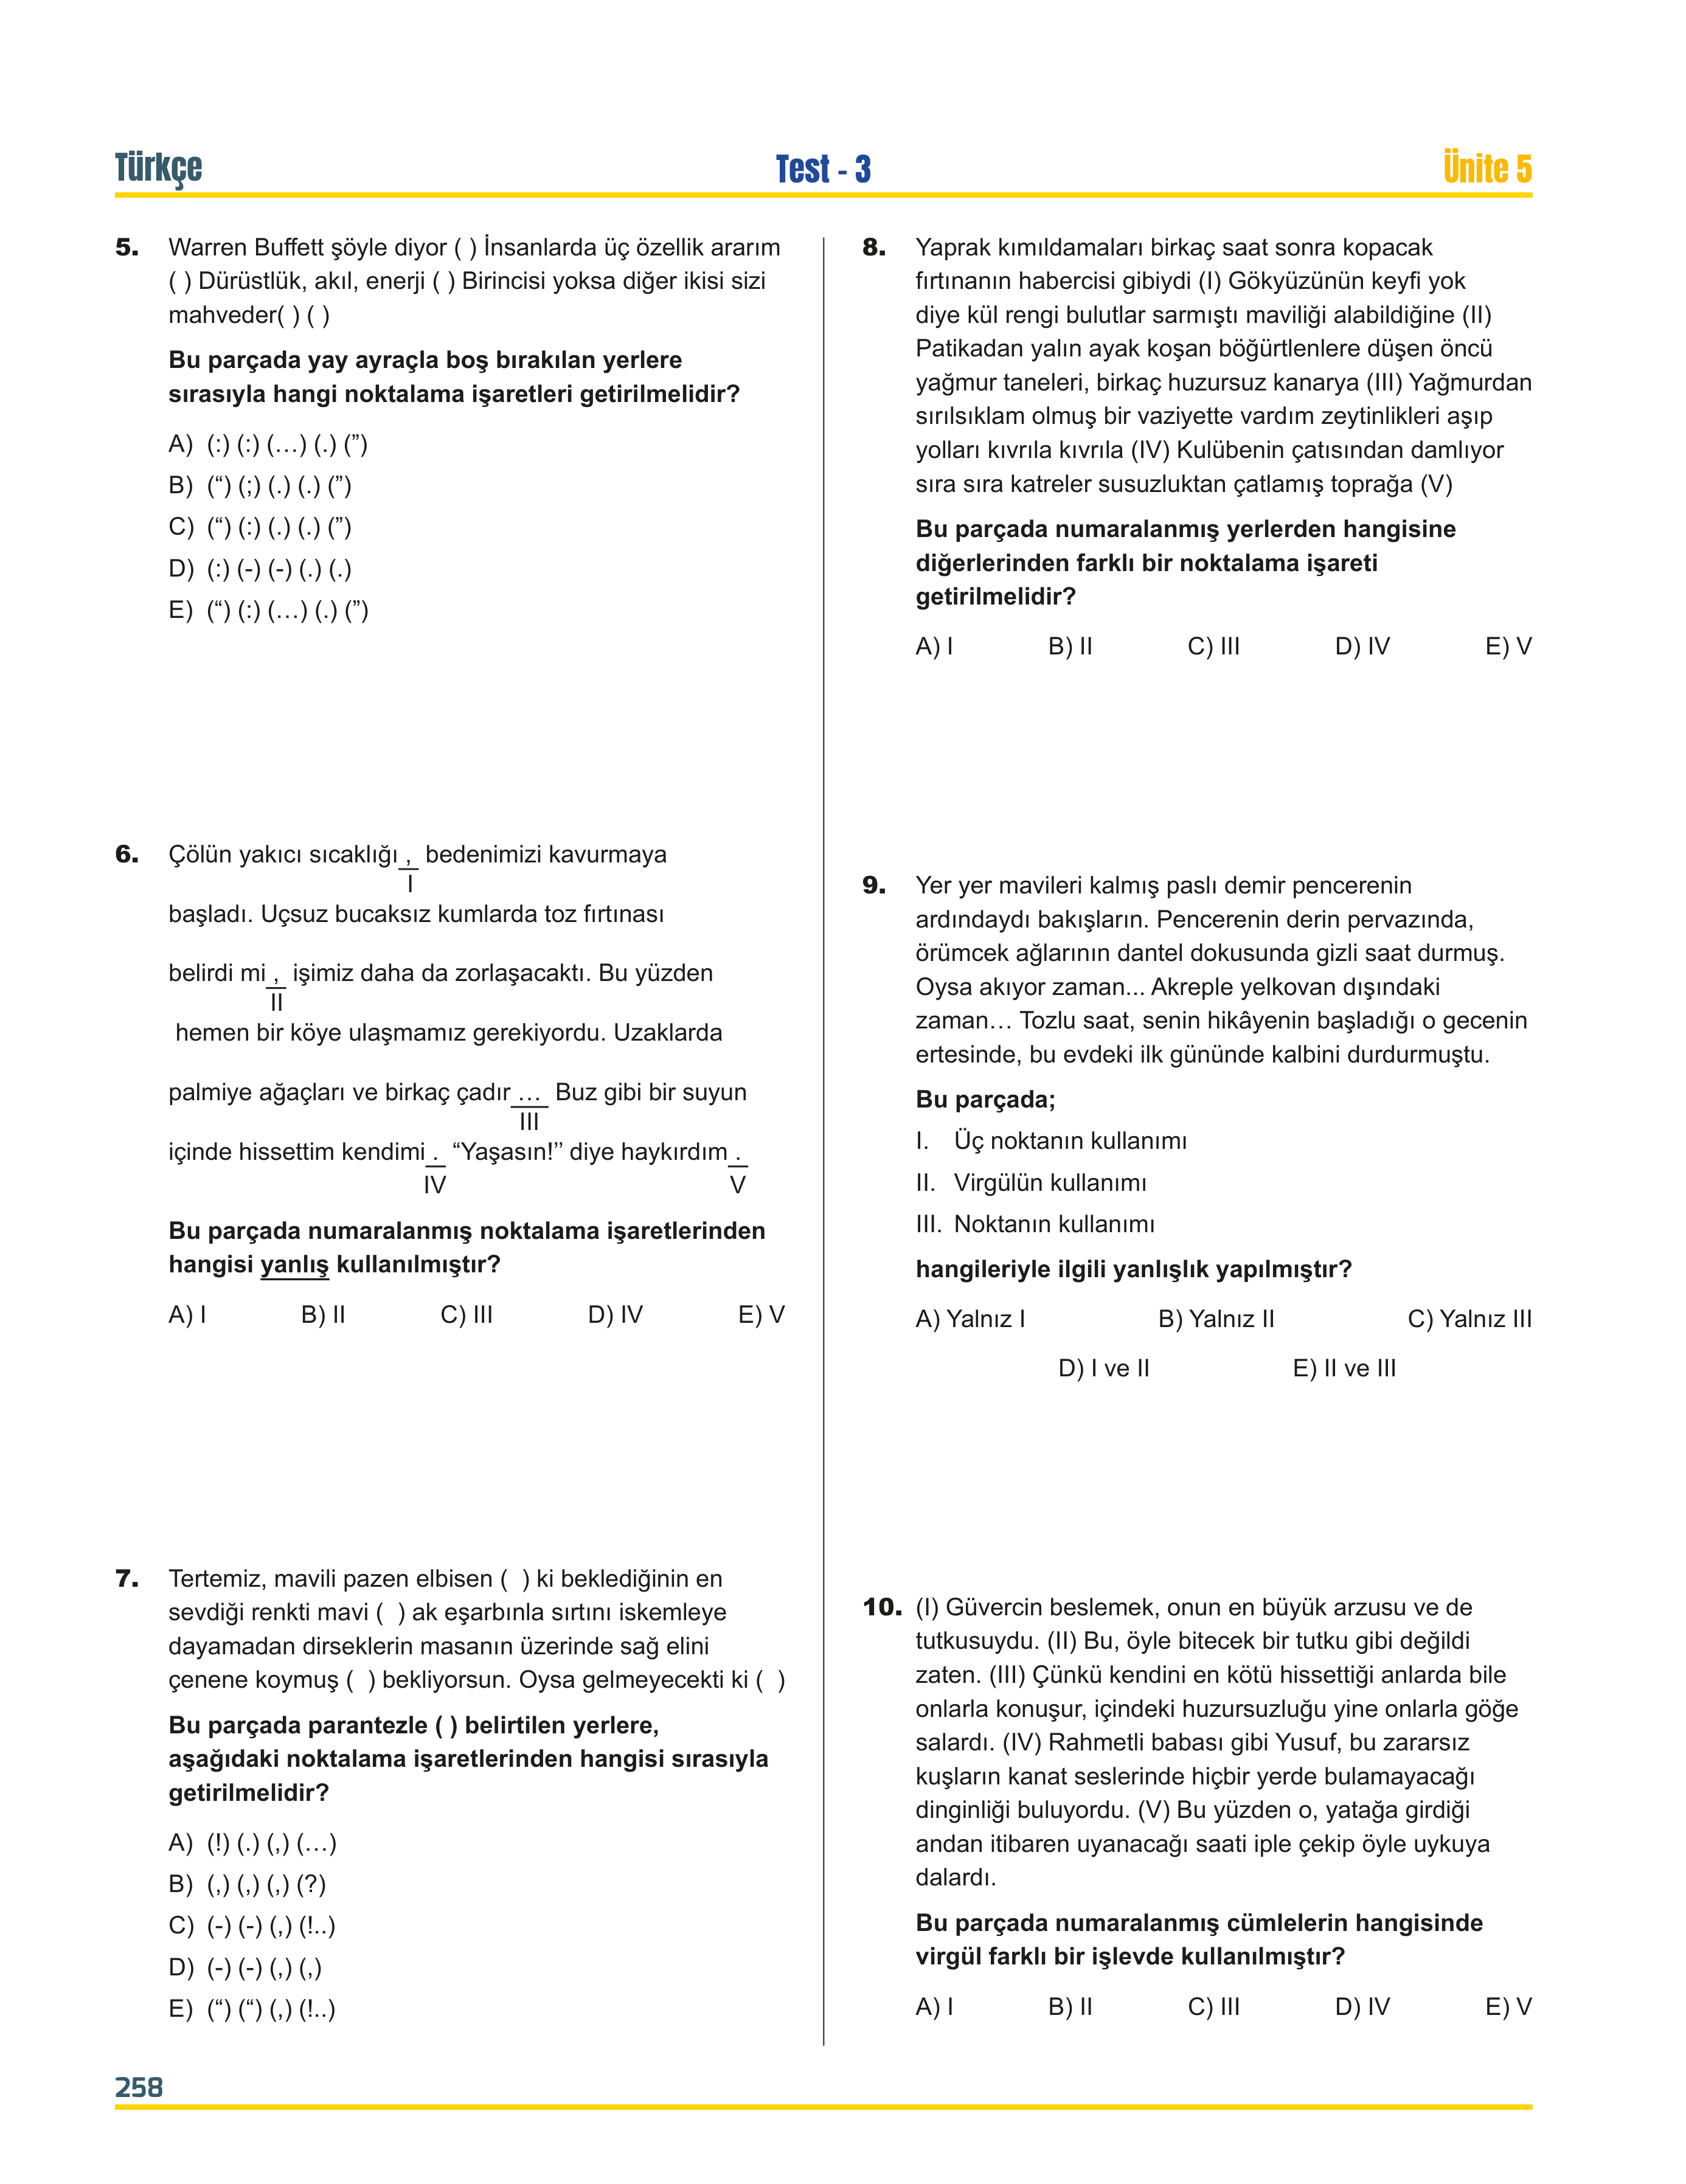 Türkçe
Test - 3
Ünite 5
5. Warren Buffett şöyle diyor ( ) İnsanlarda üç özellik ararım
( ) Dürüstlük, akıl, enerji ( ) Birincisi yoksa diğer ikisi sizi
mahveder( ) ( )
Bu parçada yay ayraçla boş bırakılan yerlere
sırasıyla hangi noktalama işaretleri getirilmelidir?
A) (:) (:) (…) (.) (”)
B) (“) (;) (.) (.) (”)
C) (“) (:) (.) (.) (”)
D) (:) (-) (-) (.) (.)
E) (“) (:) (…) (.) (”)
6. Çölün yakıcı sıcaklığı , bedenimizi kavurmaya
I
başladı. Uçsuz bucaksız kumlarda toz fırtınası
belirdi mi , işimiz daha da zorlaşacaktı. Bu yüzden
II
hemen bir köye ulaşmamız gerekiyordu. Uzaklarda
palmiye ağaçları ve birkaç çadır … Buz gibi bir suyun
III
içinde hissettim kendimi . “Yaşasın!’’ diye haykırdım .
IV V
Bu parçada numaralanmış noktalama işaretlerinden
hangisi yanlış kullanılmıştır?
A) I B) II C) III D) IV E) V
7. Tertemiz, mavili pazen elbisen ( ) ki beklediğinin en
sevdiği renkti mavi ( ) ak eşarbınla sırtını iskemleye
dayamadan dirseklerin masanın üzerinde sağ elini
çenene koymuş ( ) bekliyorsun. Oysa gelmeyecekti ki ( )
Bu parçada parantezle ( ) belirtilen yerlere,
aşağıdaki noktalama işaretlerinden hangisi sırasıyla
getirilmelidir?
A) (!) (.) (,) (…)
B) (,) (,) (,) (?)
C) (-) (-) (,) (!..)
D) (-) (-) (,) (,)
E) (“) (“) (,) (!..)
8. Yaprak kımıldamaları birkaç saat sonra kopacak
fırtınanın habercisi gibiydi (I) Gökyüzünün keyfi yok
diye kül rengi bulutlar sarmıştı maviliği alabildiğine (II)
Patikadan yalın ayak koşan böğürtlenlere düşen öncü
yağmur taneleri, birkaç huzursuz kanarya (III) Yağmurdan
sırılsıklam olmuş bir vaziyette vardım zeytinlikleri aşıp
yolları kıvrıla kıvrıla (IV) Kulübenin çatısından damlıyor
sıra sıra katreler susuzluktan çatlamış toprağa (V)
Bu parçada numaralanmış yerlerden hangisine
diğerlerinden farklı bir noktalama işareti
getirilmelidir?
A) I B) II C) III D) IV E) V
9. Yer yer mavileri kalmış paslı demir pencerenin
ardındaydı bakışların. Pencerenin derin pervazında,
örümcek ağlarının dantel dokusunda gizli saat durmuş.
Oysa akıyor zaman... Akreple yelkovan dışındaki
zaman… Tozlu saat, senin hikâyenin başladığı o gecenin
ertesinde, bu evdeki ilk gününde kalbini durdurmuştu.
Bu parçada;
I. Üç noktanın kullanımı
II. Virgülün kullanımı
III. Noktanın kullanımı
hangileriyle ilgili yanlışlık yapılmıştır?
A) Yalnız I B) Yalnız II C) Yalnız III
D) I ve II E) II ve III
10. (I) Güvercin beslemek, onun en büyük arzusu ve de
tutkusuydu. (II) Bu, öyle bitecek bir tutku gibi değildi
zaten. (III) Çünkü kendini en kötü hissettiği anlarda bile
onlarla konuşur, içindeki huzursuzluğu yine onlarla göğe
salardı. (IV) Rahmetli babası gibi Yusuf, bu zararsız
kuşların kanat seslerinde hiçbir yerde bulamayacağı
dinginliği buluyordu. (V) Bu yüzden o, yatağa girdiği
andan itibaren uyanacağı saati iple çekip öyle uykuya
dalardı.
Bu parçada numaralanmış cümlelerin hangisinde
virgül farklı bir işlevde kullanılmıştır?
A) I B) II C) III D) IV E) V
258